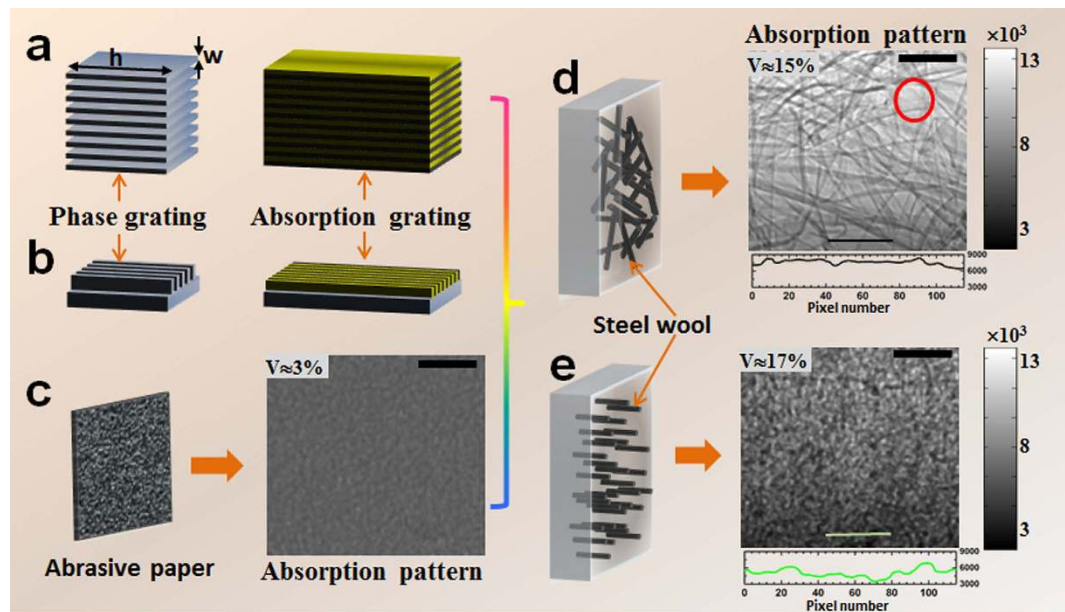 a
h
w
Phase grating
Absorption grating
b
c
V≈3%
Abrasive paper
Absorption pattern
d
Absorption pattern
V≈15%
×10³
13
8
3
9000
6000
3000
0 20 40 60 80 100
Pixel number
Steel wool
e
V≈17%
×10³
13
8
3
9000
6000
3000
0 20 40 60 80 100
Pixel number